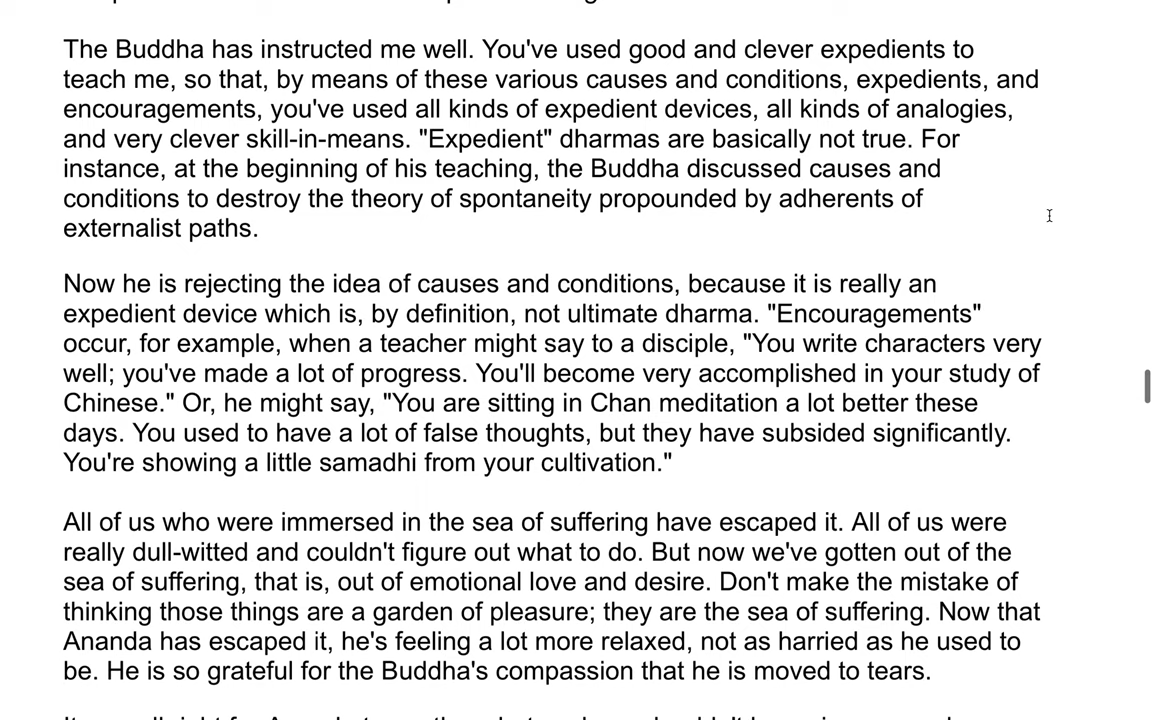 The Buddha has instructed me well. You've used good and clever expedients to
teach me, so that, by means of these various causes and conditions, expedients, and
encouragements, you've used all kinds of expedient devices, all kinds of analogies,
and very clever skill-in-means. "Expedient" dharmas are basically not true. For
instance, at the beginning of his teaching, the Buddha discussed causes and
conditions to destroy the theory of spontaneity propounded by adherents of
externalist paths.
Now he is rejecting the idea of causes and conditions, because it is really an
expedient device which is, by definition, not ultimate dharma. "Encouragements"
occur, for example, when a teacher might say to a disciple, "You write characters very
well; you've made a lot of progress. You'll become very accomplished in your study of
Chinese." Or, he might say, "You are sitting in Chan meditation a lot better these
days. You used to have a lot of false thoughts, but they have subsided significantly.
You're showing a little samadhi from your cultivation."
All of us who were immersed in the sea of suffering have escaped it. All of us were
really dull-witted and couldn't figure out what to do. But now we've gotten out of the
sea of suffering, that is, out of emotional love and desire. Don't make the mistake of
thinking those things are a garden of pleasure; they are the sea of suffering. Now that
Ananda has escaped it, he's feeling a lot more relaxed, not as harried as he used to
be. He is so grateful for the Buddha's compassion that he is moved to tears.